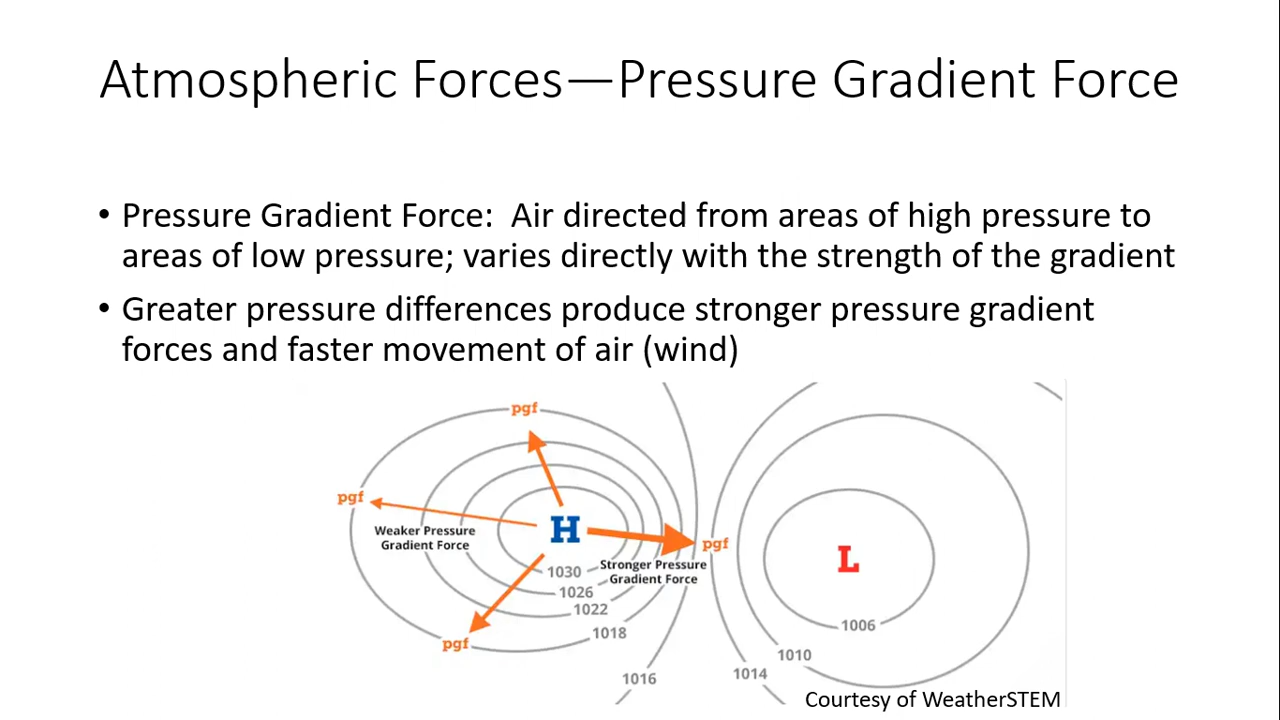 Atmospheric Forces—Pressure Gradient Force
• Pressure Gradient Force:  Air directed from areas of high pressure to
areas of low pressure; varies directly with the strength of the gradient
• Greater pressure differences produce stronger pressure gradient
forces and faster movement of air (wind)
pgf
pgf
Weaker Pressure
Gradient Force
H
pgf
Stronger Pressure
Gradient Force
L
1030
1026
1022
1018
pgf
1016
1006
1010
1014
Courtesy of WeatherSTEM